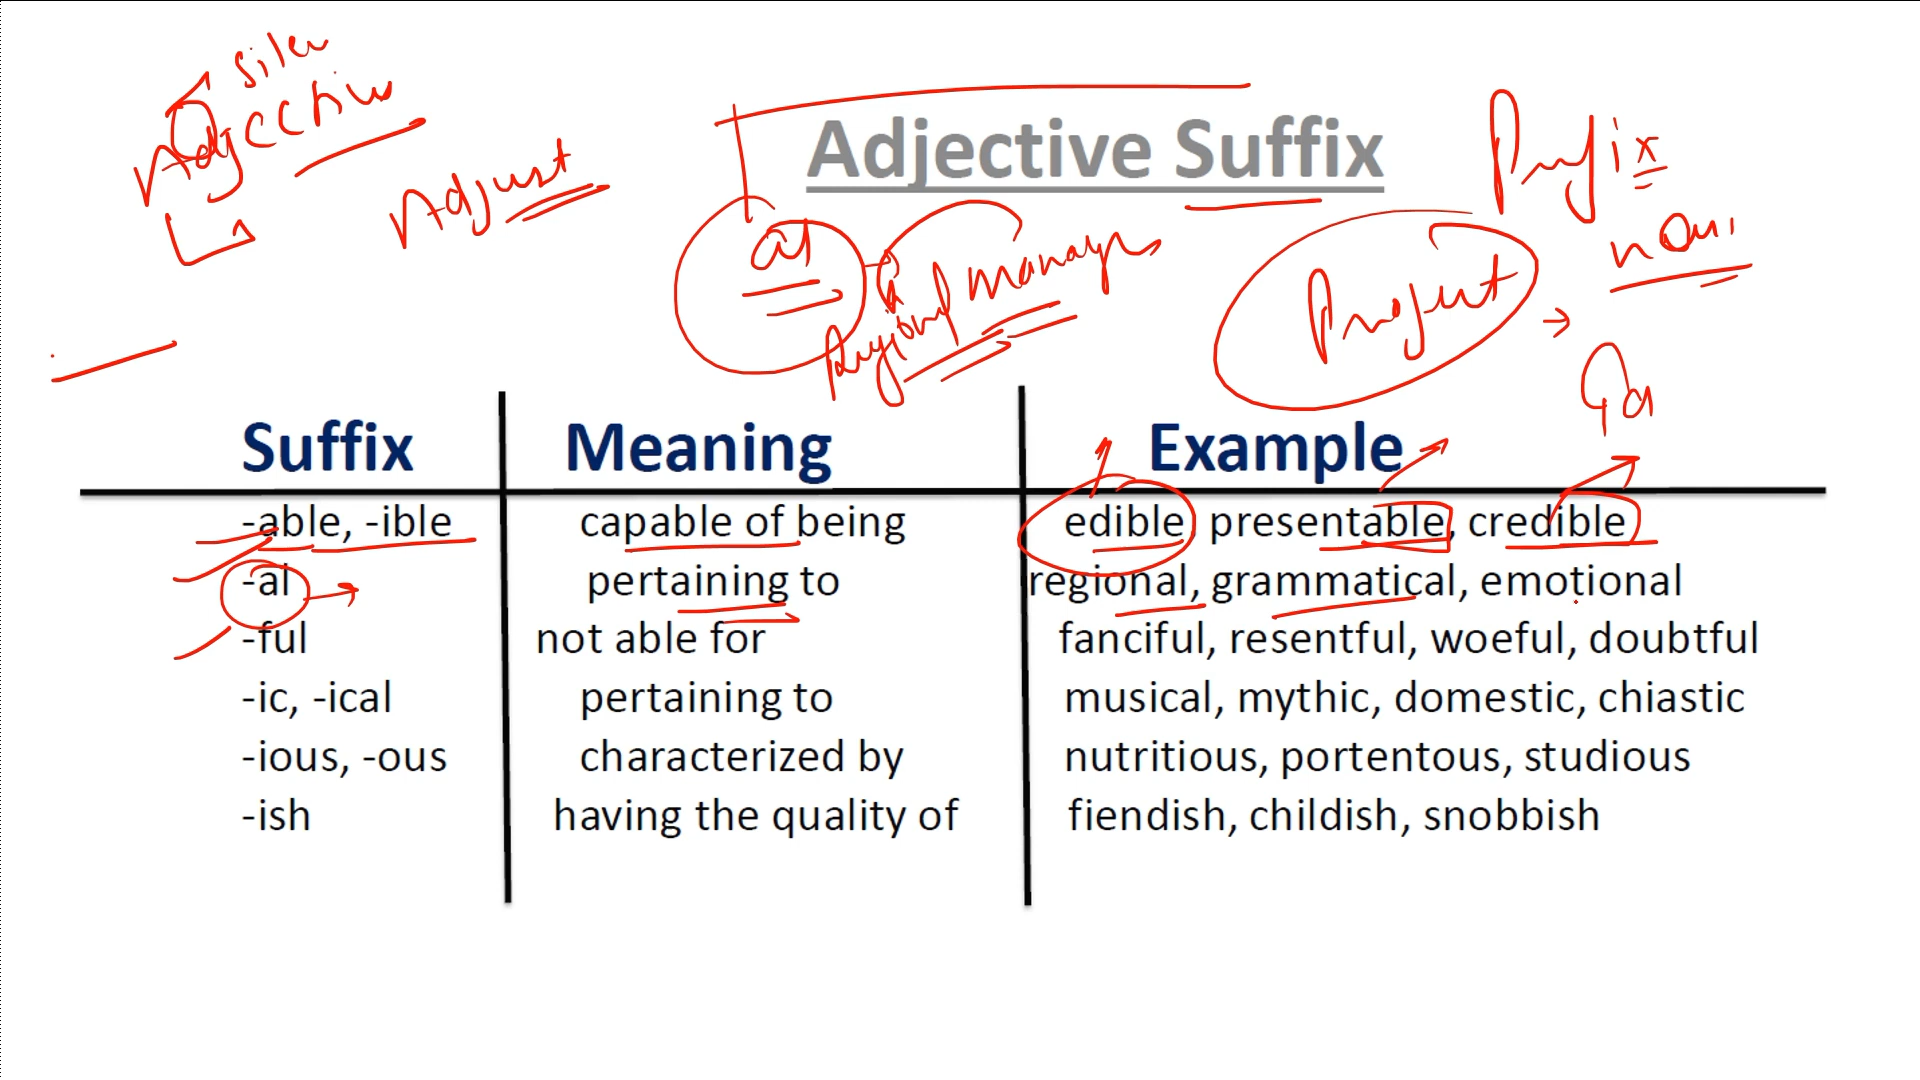 silen
Adjective
Adjust
Adjective Suffix
Prefix
noun
al
Regional manager
Project
Suffix Meaning Example
-able, -ible capable of being edible, presentable, credible
-al pertaining to regional, grammatical, emotional
-ful not able for fanciful, resentful, woeful, doubtful
-ic, -ical pertaining to musical, mythic, domestic, chiastic
-ious, -ous characterized by nutritious, portentous, studious
-ish having the quality of fiendish, childish, snobbish